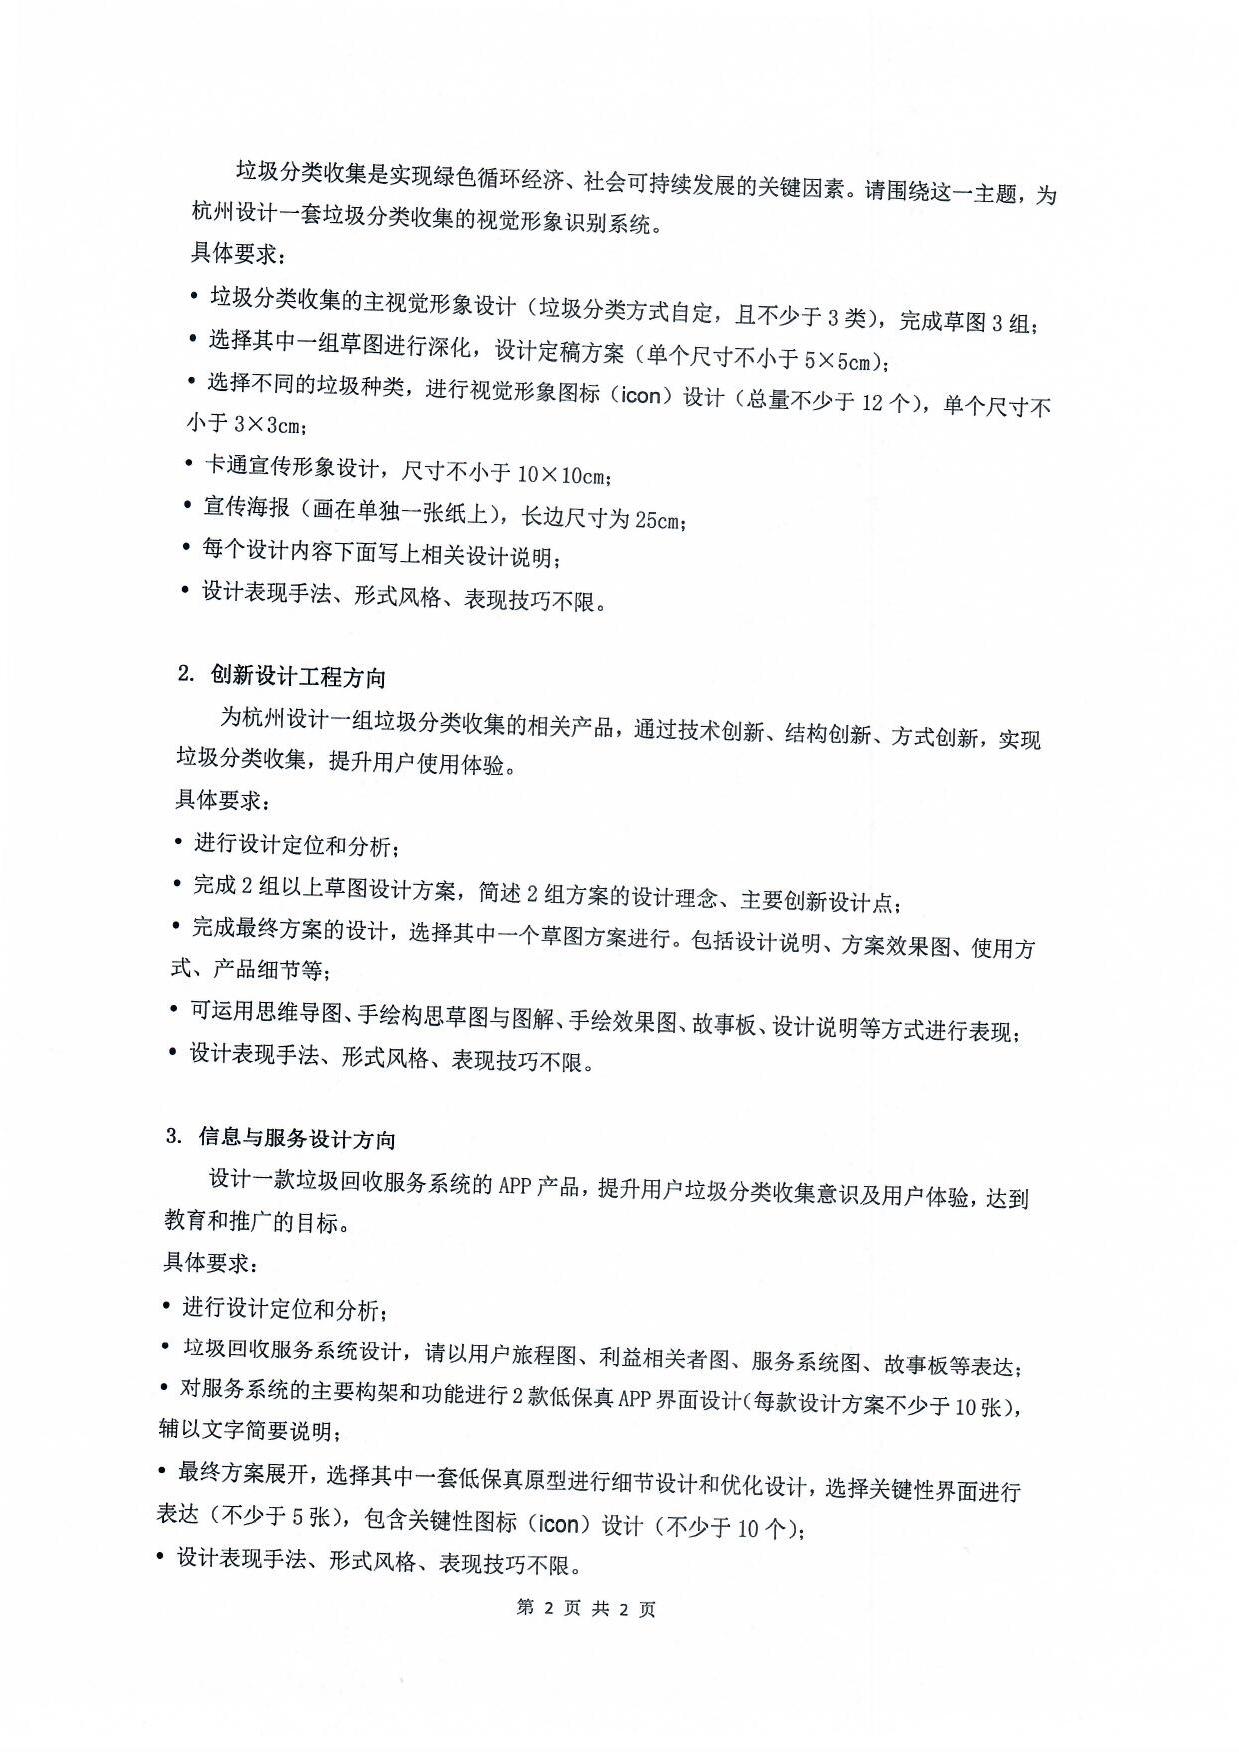 垃圾分类收集是实现绿色循环经济、社会可持续发展的关键因素。请围绕这一主题，为
杭州设计一套垃圾分类收集的视觉形象识别系统。
具体要求：
• 垃圾分类收集的主视觉形象设计（垃圾分类方式自定，且不少于 3 类），完成草图 3 组；
• 选择其中一组草图进行深化，设计定稿方案（单个尺寸不小于 5×5cm）；
• 选择不同的垃圾种类，进行视觉形象图标（icon）设计（总量不少于 12 个），单个尺寸不
小于 3×3cm；
• 卡通宣传形象设计，尺寸不小于 10×10cm；
• 宣传海报（画在单独一张纸上），长边尺寸为 25cm；
• 每个设计内容下面写上相关设计说明；
• 设计表现手法、形式风格、表现技巧不限。
2. 创新设计工程方向
为杭州设计一组垃圾分类收集的相关产品，通过技术创新、结构创新、方式创新，实现
垃圾分类收集，提升用户使用体验。
具体要求：
• 进行设计定位和分析；
• 完成 2 组以上草图设计方案，简述 2 组方案的设计理念、主要创新设计点；
• 完成最终方案的设计，选择其中一个草图方案进行。包括设计说明、方案效果图、使用方
式、产品细节等；
• 可运用思维导图、手绘构思草图与图解、手绘效果图、故事板、设计说明等方式进行表现；
• 设计表现手法、形式风格、表现技巧不限。
3. 信息与服务设计方向
设计一款垃圾回收服务系统的 APP 产品，提升用户垃圾分类收集意识及用户体验，达到
教育和推广的目标。
具体要求：
• 进行设计定位和分析；
• 垃圾回收服务系统设计，请以用户旅程图、利益相关者图、服务系统图、故事板等表达；
• 对服务系统的主要构架和功能进行 2 款低保真 APP 界面设计（每款设计方案不少于 10 张），
辅以文字简要说明；
• 最终方案展开，选择其中一套低保真原型进行细节设计和优化设计，选择关键性界面进行
表达（不少于 5 张），包含关键性图标（icon）设计（不少于 10 个）；
• 设计表现手法、形式风格、表现技巧不限。
第 2 页 共 2 页